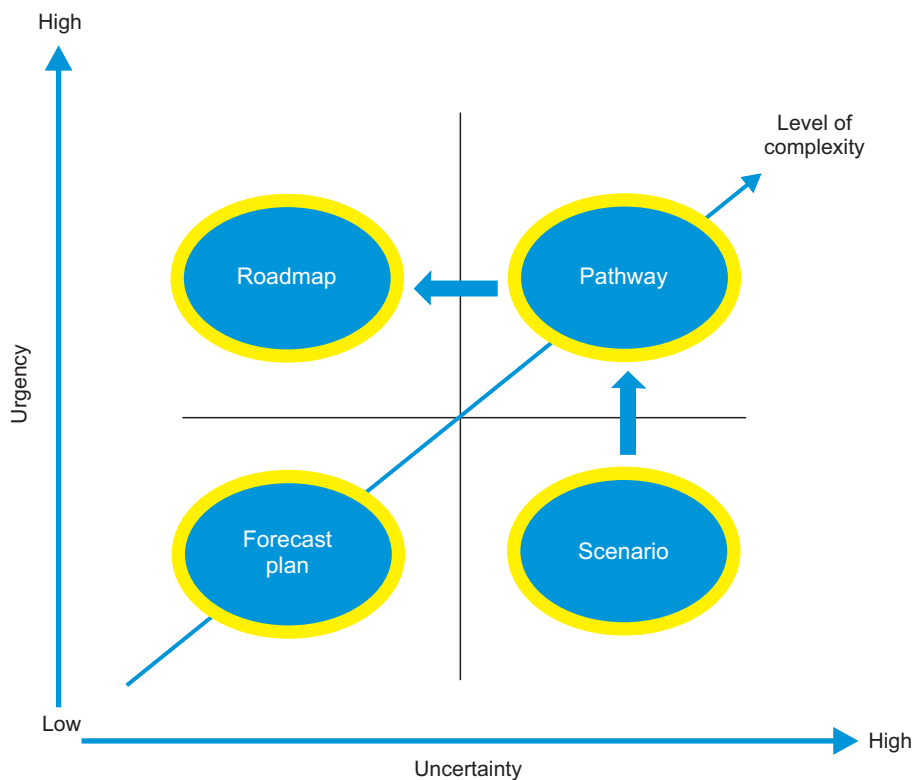 High
Level of
complexity
Roadmap
Pathway
Urgency
Forecast
plan
Scenario
Low
High
Uncertainty